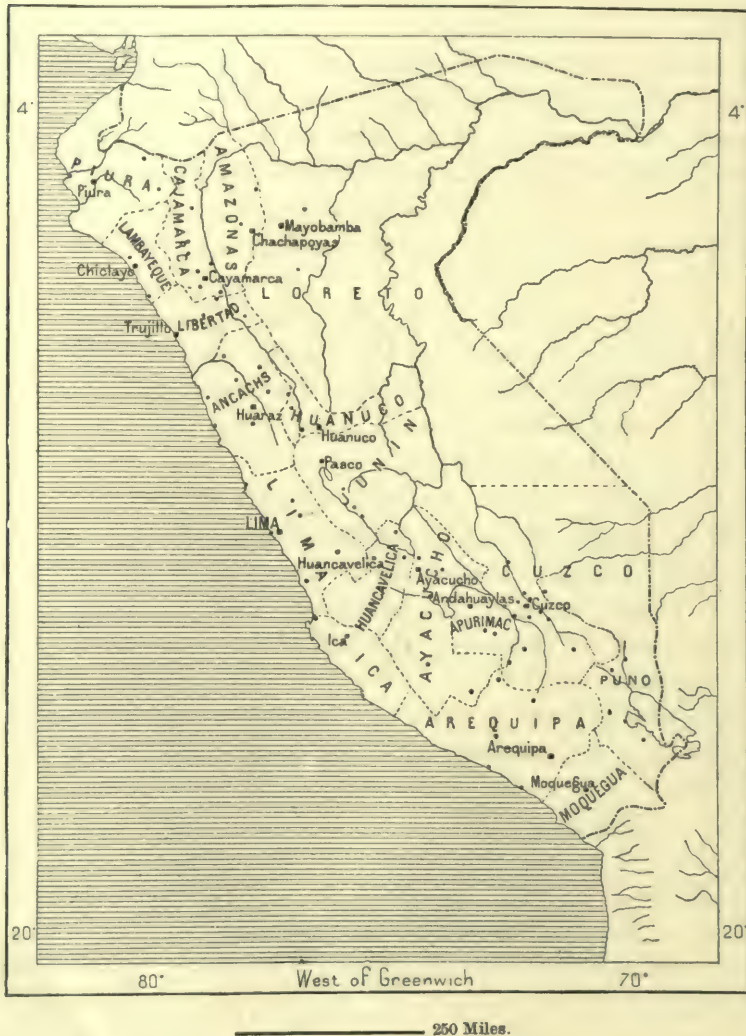 4°
4°
PIURA
Piura
CAJAMARCA
AMAZONAS
Mayobamba
Chachapoyas
LAMBAYEQUE
Chiclayo
Cayamarca
LORETO
Trujillo
LIBERTAD
ANCACHS
Huaraz
HUÁNUCO
Huánuco
Pasco
JUNIN
LIMA
LIMA
Huancavelica
HUANCAVELICA
AYACUCHO
Ayacucho
CUZCO
Andahuaylas
Cuzco
APURIMAC
Ica
ICA
PUNO
AREQUIPA
Arequipa
Moquegua
MOQUEGUA
20°
20°
80°
West of Greenwich
70°
250 Miles.